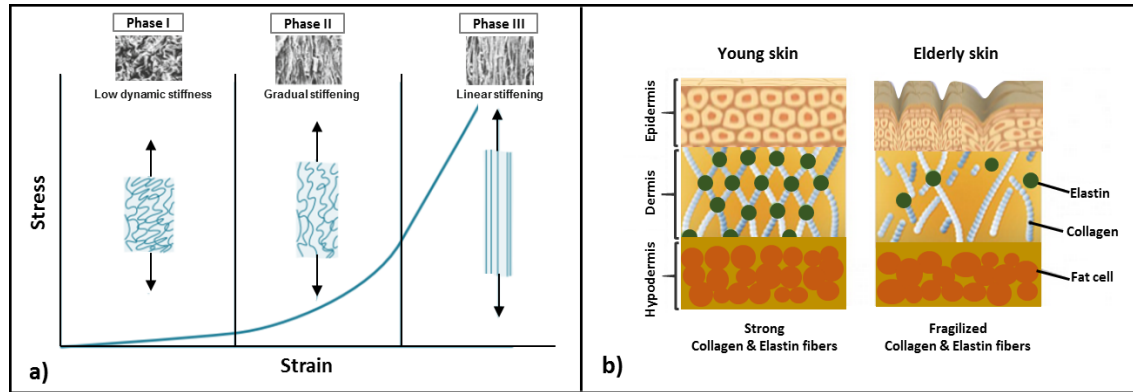 Phase I
Phase II
Phase III
Low dynamic stiffness
Gradual stiffening
Linear stiffening
Stress
Strain
a)
Young skin
Elderly skin
Epidermis
Dermis
Hypodermis
Elastin
Collagen
Fat cell
Strong
Collagen & Elastin fibers
Fragilized
Collagen & Elastin fibers
b)